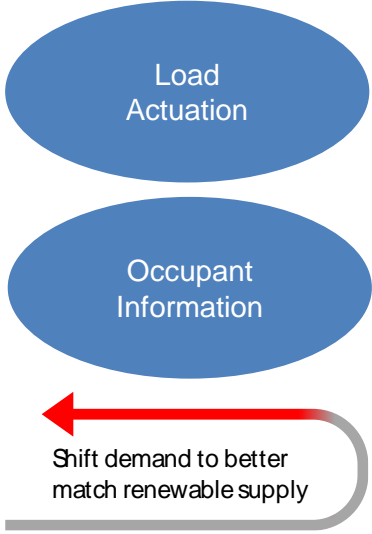 Load
Actuation
Occupant
Information
Shift demand to better
match renewable supply